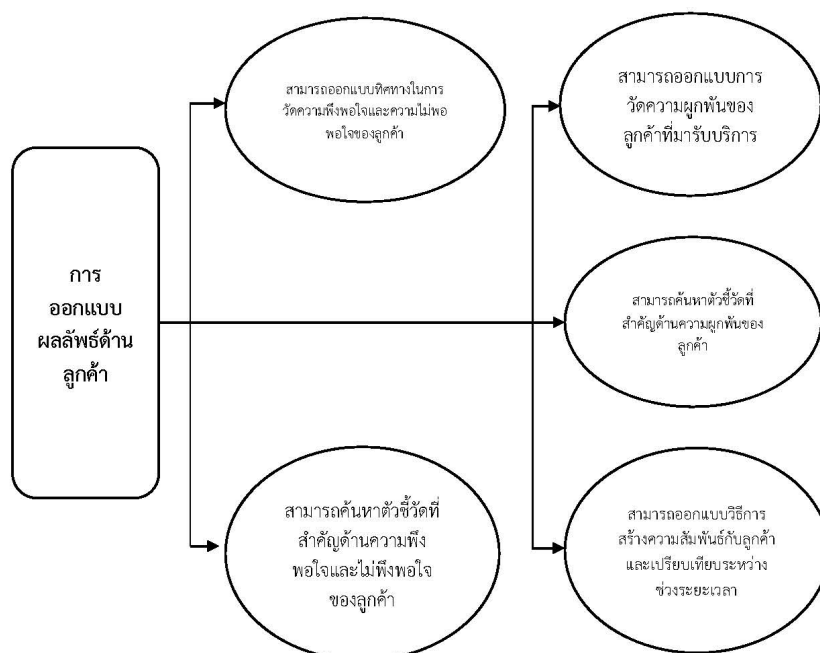 การ
ออกแบบ
ผลลัพธ์ด้าน
ลูกค้า
สามารถออกแบบทิศทางในการ
วัดความพึงพอใจและความไม่พอ
พอใจของลูกค้า
สามารถค้นหาตัวชี้วัดที่
สำคัญด้านความพึง
พอใจและไม่พึงพอใจ
ของลูกค้า
สามารถออกแบบการ
วัดความผูกพันของ
ลูกค้าที่มารับบริการ
สามารถค้นหาตัวชี้วัดที่
สำคัญด้านความผูกพันของ
ลูกค้า
สามารถออกแบบวิธีการ
สร้างความสัมพันธ์กับลูกค้า
และเปรียบเทียบระหว่าง
ช่วงระยะเวลา